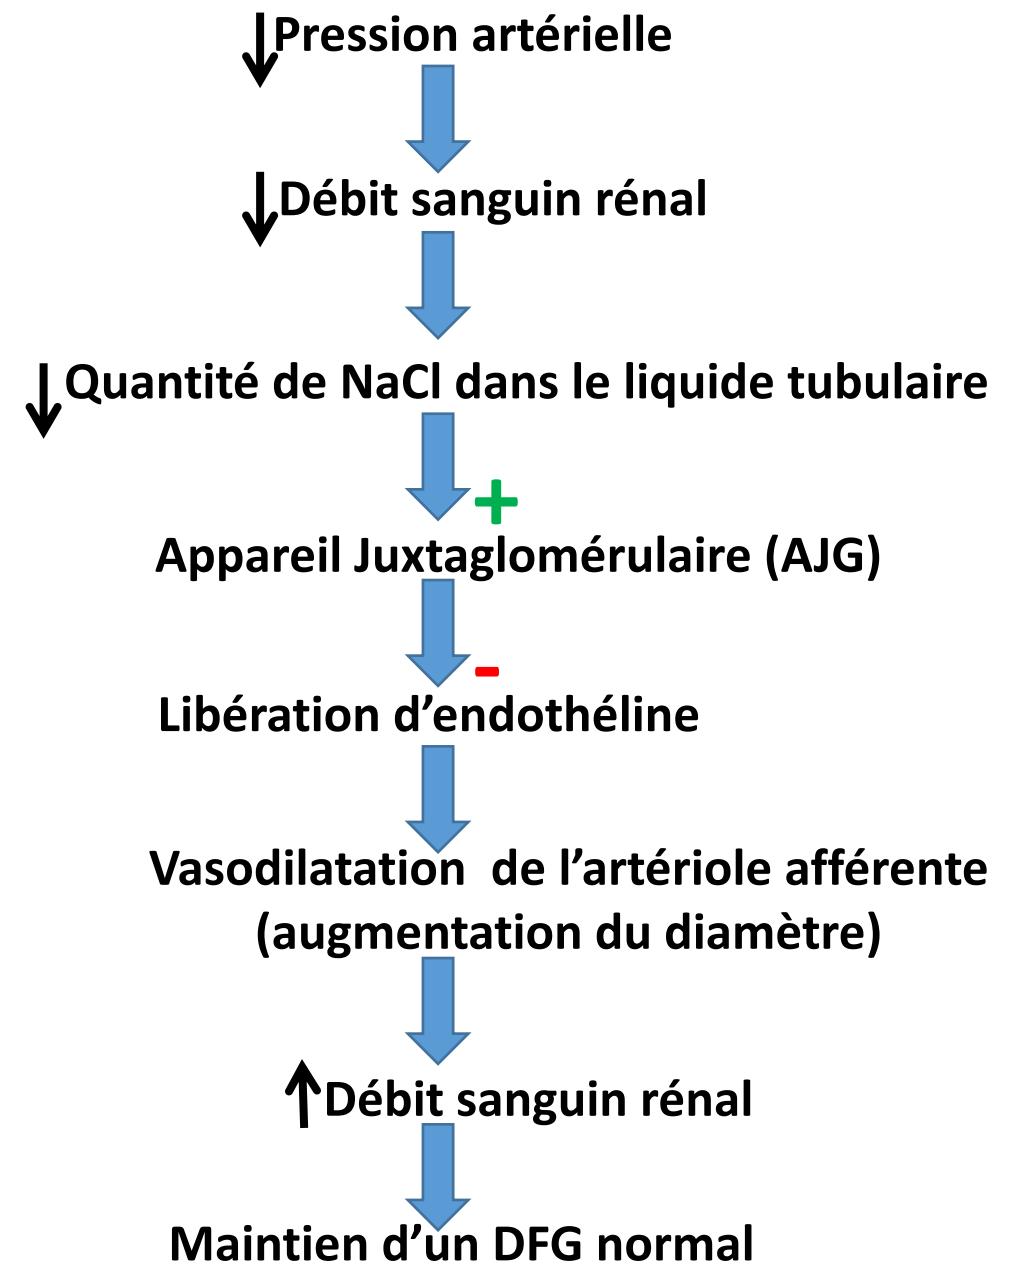 Pression artérielle
Débit sanguin rénal
Quantité de NaCl dans le liquide tubulaire
+
Appareil Juxtaglomérulaire (AJG)
-
Libération d’endothéline
Vasodilatation de l’artériole afférente
(augmentation du diamètre)
Débit sanguin rénal
Maintien d’un DFG normal